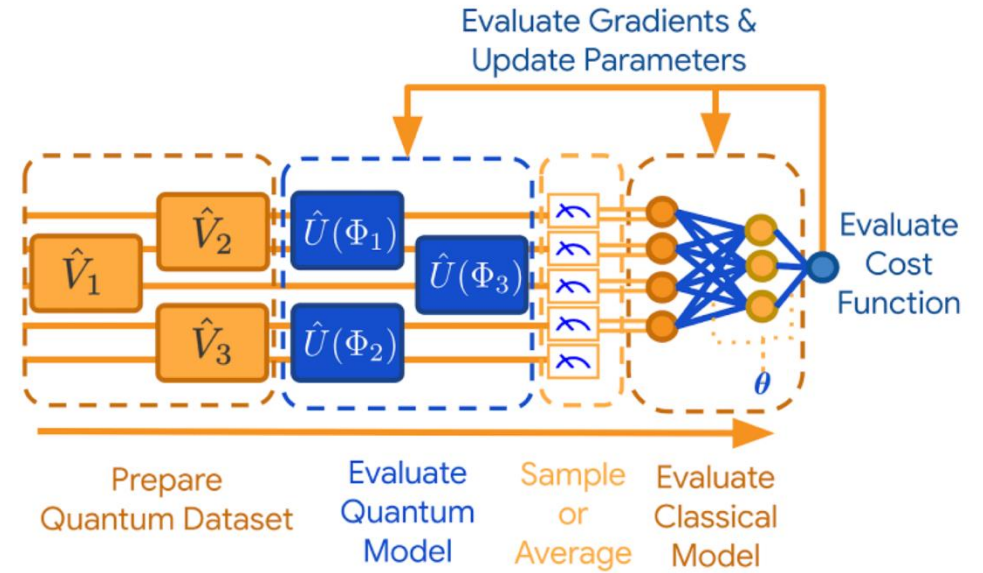 Evaluate Gradients &
Update Parameters
V̂₁
V̂₂
V̂₃
Û(Φ₁)
Û(Φ₂)
Û(Φ₃)
θ
Evaluate
Cost
Function
Prepare
Quantum Dataset
Evaluate
Quantum
Model
Sample
or
Average
Evaluate
Classical
Model